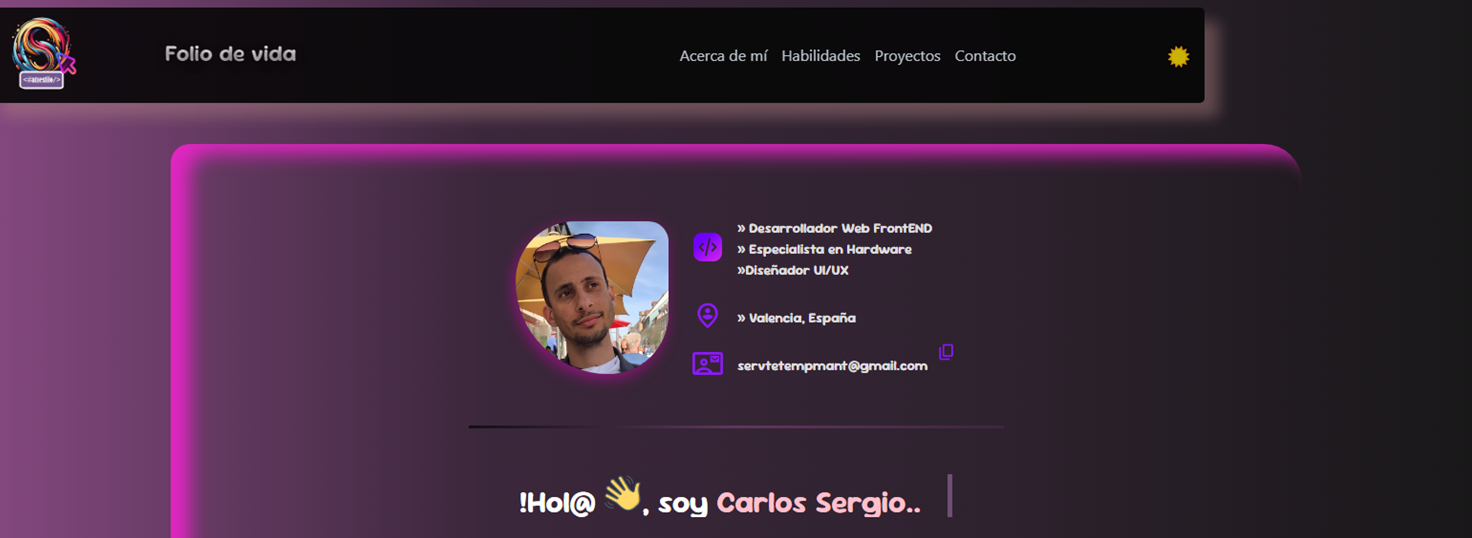 Folio de vida
Acerca de mí Habilidades Proyectos Contacto
» Desarrollador Web FrontEND
» Especialista en Hardware
»Diseñador UI/UX
» Valencia, España
servtetempmant@gmail.com
!Hol@ 👋, soy Carlos Sergio..